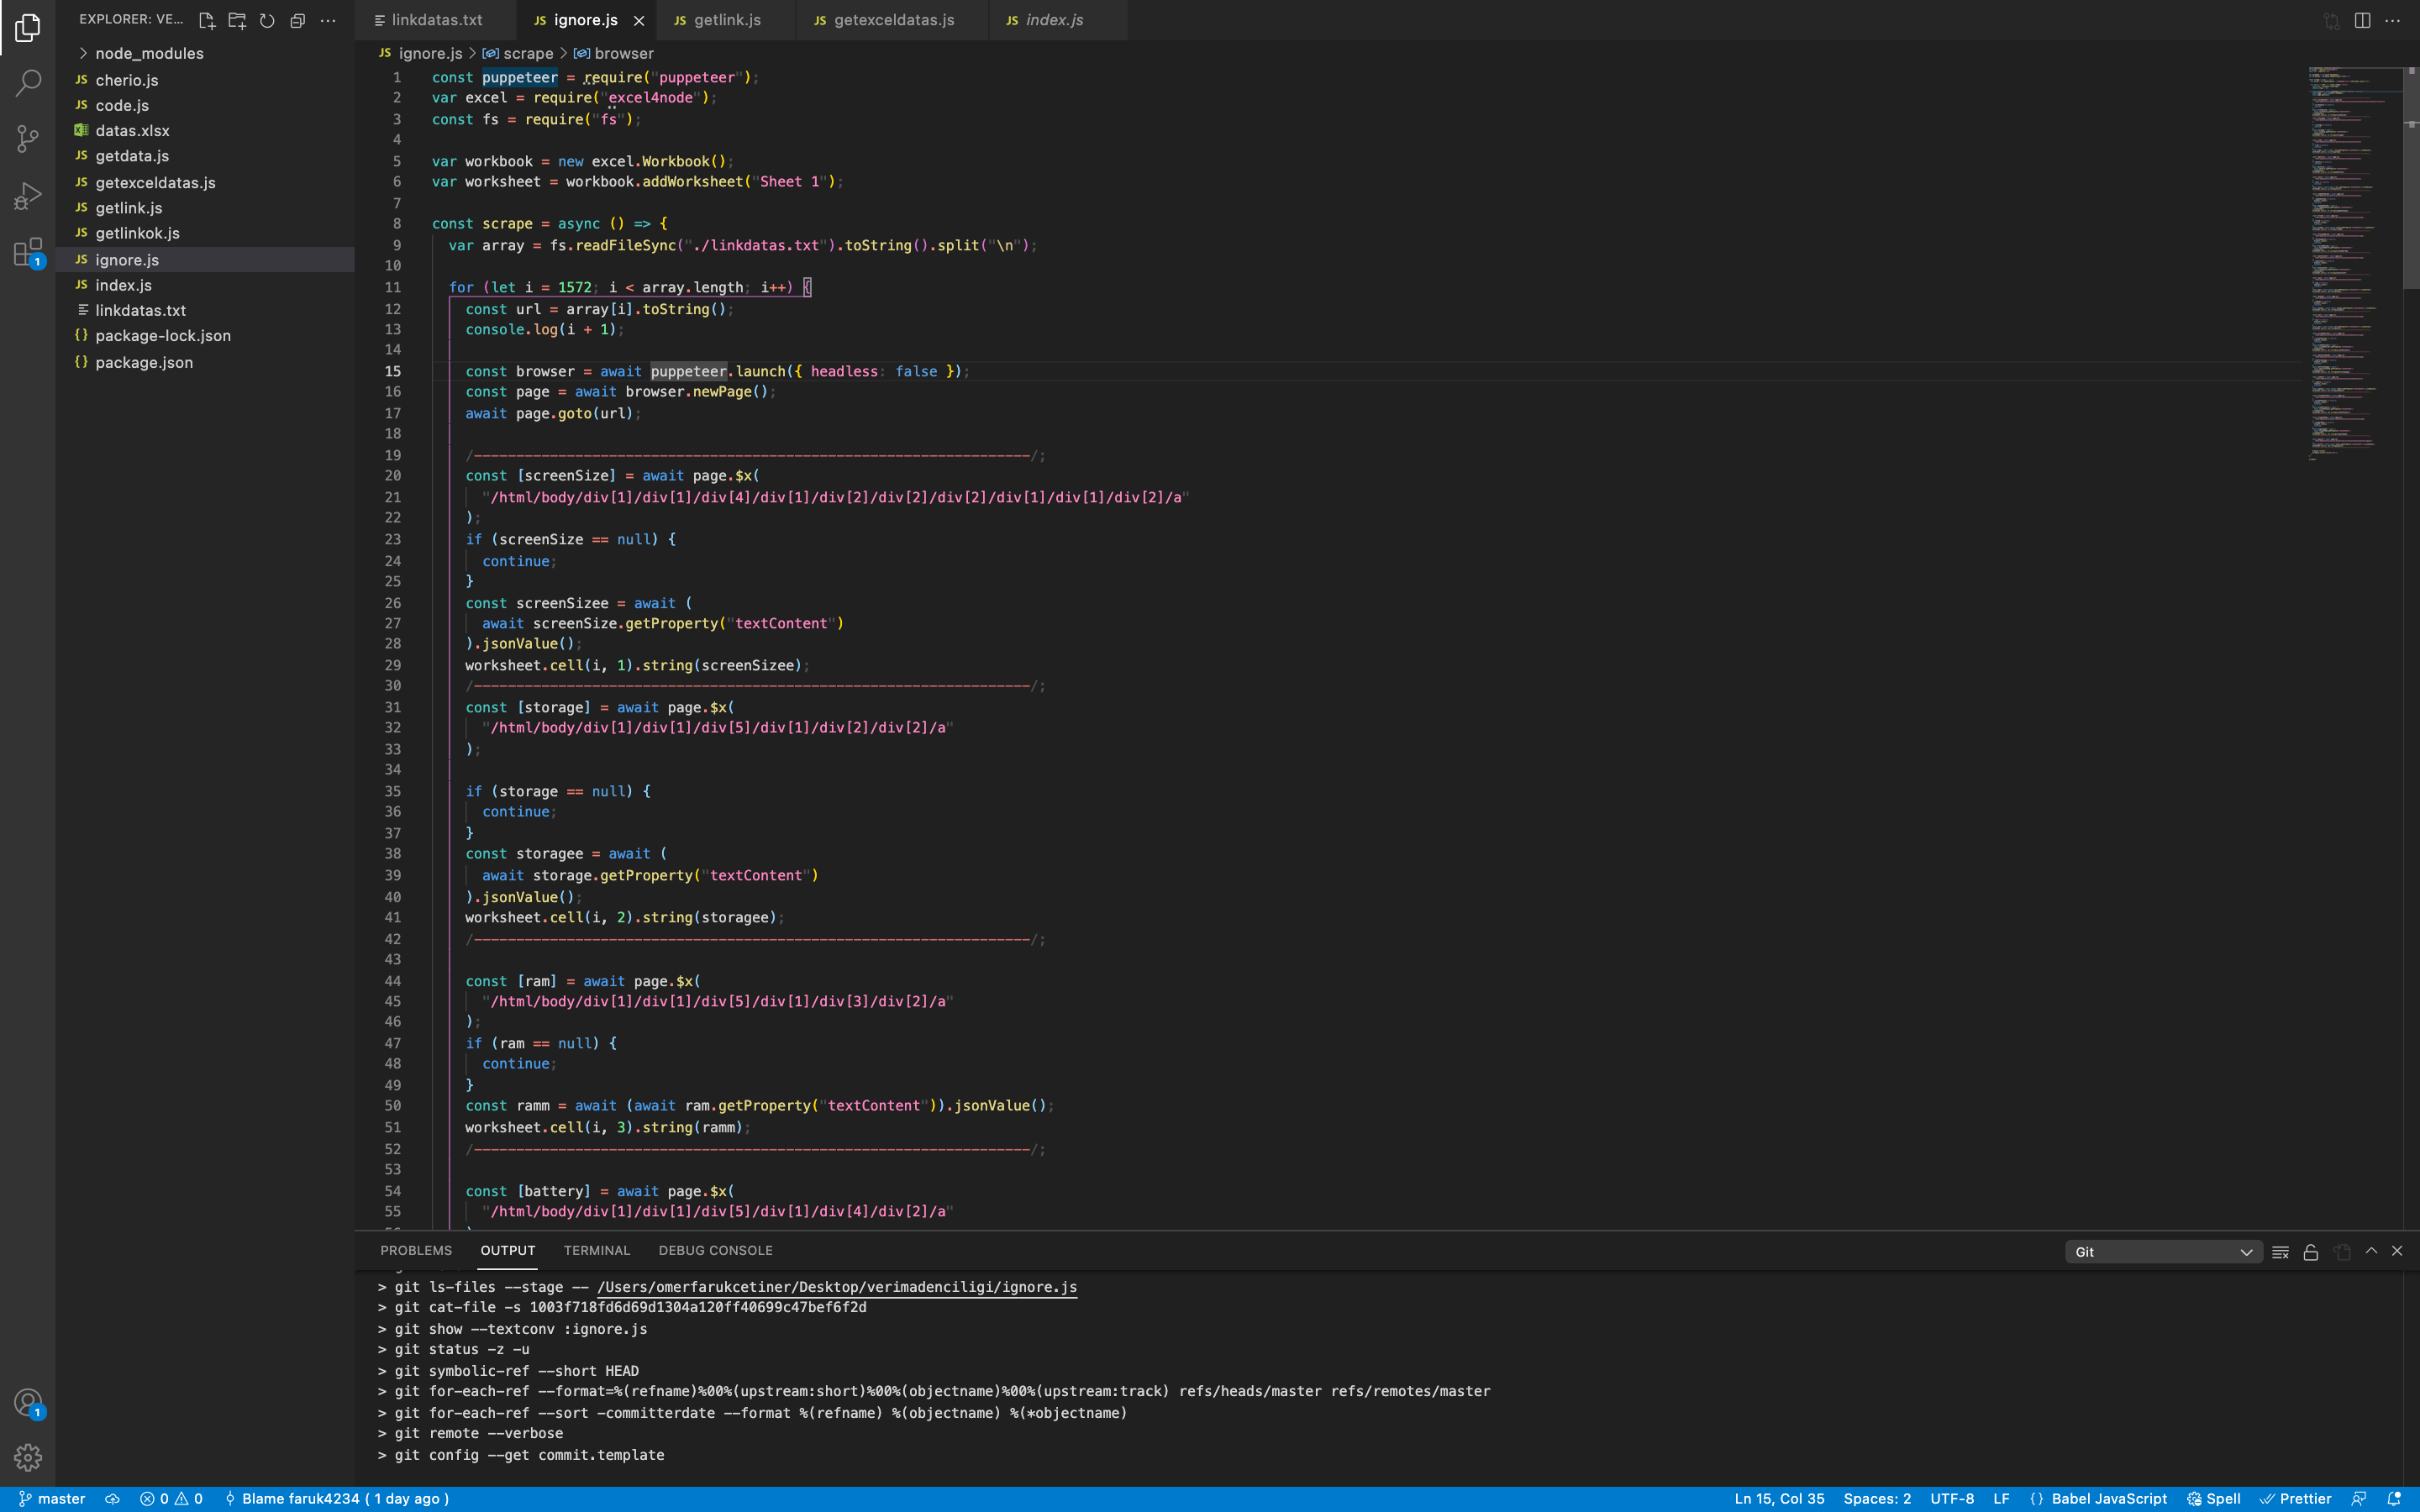 EXPLORER: VE...
node_modules
JS cherio.js
JS code.js
datas.xlsx
JS getdata.js
JS getexceldatas.js
JS getlink.js
JS getlinkok.js
JS ignore.js
JS index.js
linkdatas.txt
{} package-lock.json
{} package.json
1
1
linkdatas.txt
JS ignore.js
JS getlink.js
JS getexceldatas.js
JS index.js
JS ignore.js > scrape > browser
1 const puppeteer = require("puppeteer");
2 var excel = require("excel4node");
3 const fs = require("fs");
4
5 var workbook = new excel.Workbook();
6 var worksheet = workbook.addWorksheet("Sheet 1");
7
8 const scrape = async () => {
9 var array = fs.readFileSync("./linkdatas.txt").toString().split("\n");
10
11 for (let i = 1572; i < array.length; i++) {
12 const url = array[i].toString();
13 console.log(i + 1);
14
15 const browser = await puppeteer.launch({ headless: false });
16 const page = await browser.newPage();
17 await page.goto(url);
18
19 /------------------------------------------------------------------/;
20 const [screenSize] = await page.$x(
21 "/html/body/div[1]/div[1]/div[4]/div[1]/div[2]/div[2]/div[2]/div[1]/div[1]/div[2]/a"
22 );
23 if (screenSize == null) {
24 continue;
25 }
26 const screenSizee = await (
27 await screenSize.getProperty("textContent")
28 ).jsonValue();
29 worksheet.cell(i, 1).string(screenSizee);
30 /------------------------------------------------------------------/;
31 const [storage] = await page.$x(
32 "/html/body/div[1]/div[1]/div[5]/div[1]/div[2]/div[2]/a"
33 );
34
35 if (storage == null) {
36 continue;
37 }
38 const storagee = await (
39 await storage.getProperty("textContent")
40 ).jsonValue();
41 worksheet.cell(i, 2).string(storagee);
42 /------------------------------------------------------------------/;
43
44 const [ram] = await page.$x(
45 "/html/body/div[1]/div[1]/div[5]/div[1]/div[3]/div[2]/a"
46 );
47 if (ram == null) {
48 continue;
49 }
50 const ramm = await (await ram.getProperty("textContent")).jsonValue();
51 worksheet.cell(i, 3).string(ramm);
52 /------------------------------------------------------------------/;
53
54 const [battery] = await page.$x(
55 "/html/body/div[1]/div[1]/div[5]/div[1]/div[4]/div[2]/a"
PROBLEMS OUTPUT TERMINAL DEBUG CONSOLE
Git
> git ls-files --stage -- /Users/omerfarukcetiner/Desktop/verimadenciligi/ignore.js
> git cat-file -s 1003f718fd6d69d1304a120ff40699c47bef6f2d
> git show --textconv :ignore.js
> git status -z -u
> git symbolic-ref --short HEAD
> git for-each-ref --format=%(refname)%00%(upstream:short)%00%(objectname)%00%(upstream:track) refs/heads/master refs/remotes/master
> git for-each-ref --sort -committerdate --format %(refname) %(objectname) %(*objectname)
> git remote --verbose
> git config --get commit.template
master 0 0 Blame faruk4234 ( 1 day ago ) Ln 15, Col 35 Spaces: 2 UTF-8 LF {} Babel JavaScript Spell Prettier